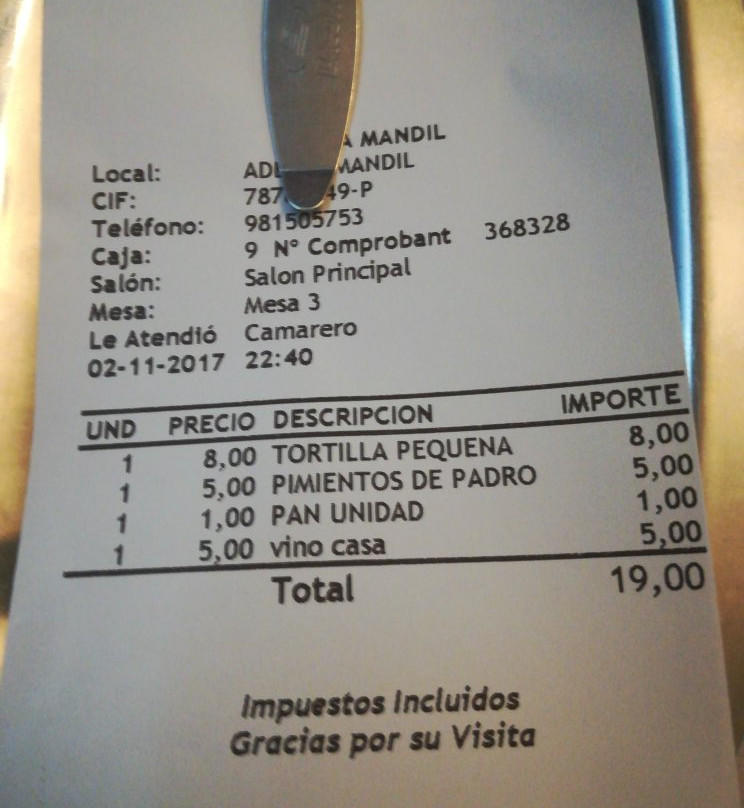 MANDIL
Local: MANDIL
CIF:
Teléfono: 981505753
Caja: 9 Nº Comprobant 368328
Salón: Salon Principal
Mesa: Mesa 3
Le Atendió Camarero
02-11-2017 22:40
UND PRECIO DESCRIPCION IMPORTE
1 8,00 TORTILLA PEQUENA 8,00
1 5,00 PIMIENTOS DE PADRO 5,00
1 1,00 PAN UNIDAD 1,00
1 5,00 vino casa 5,00
Total 19,00
Impuestos Incluidos
Gracias por su Visita